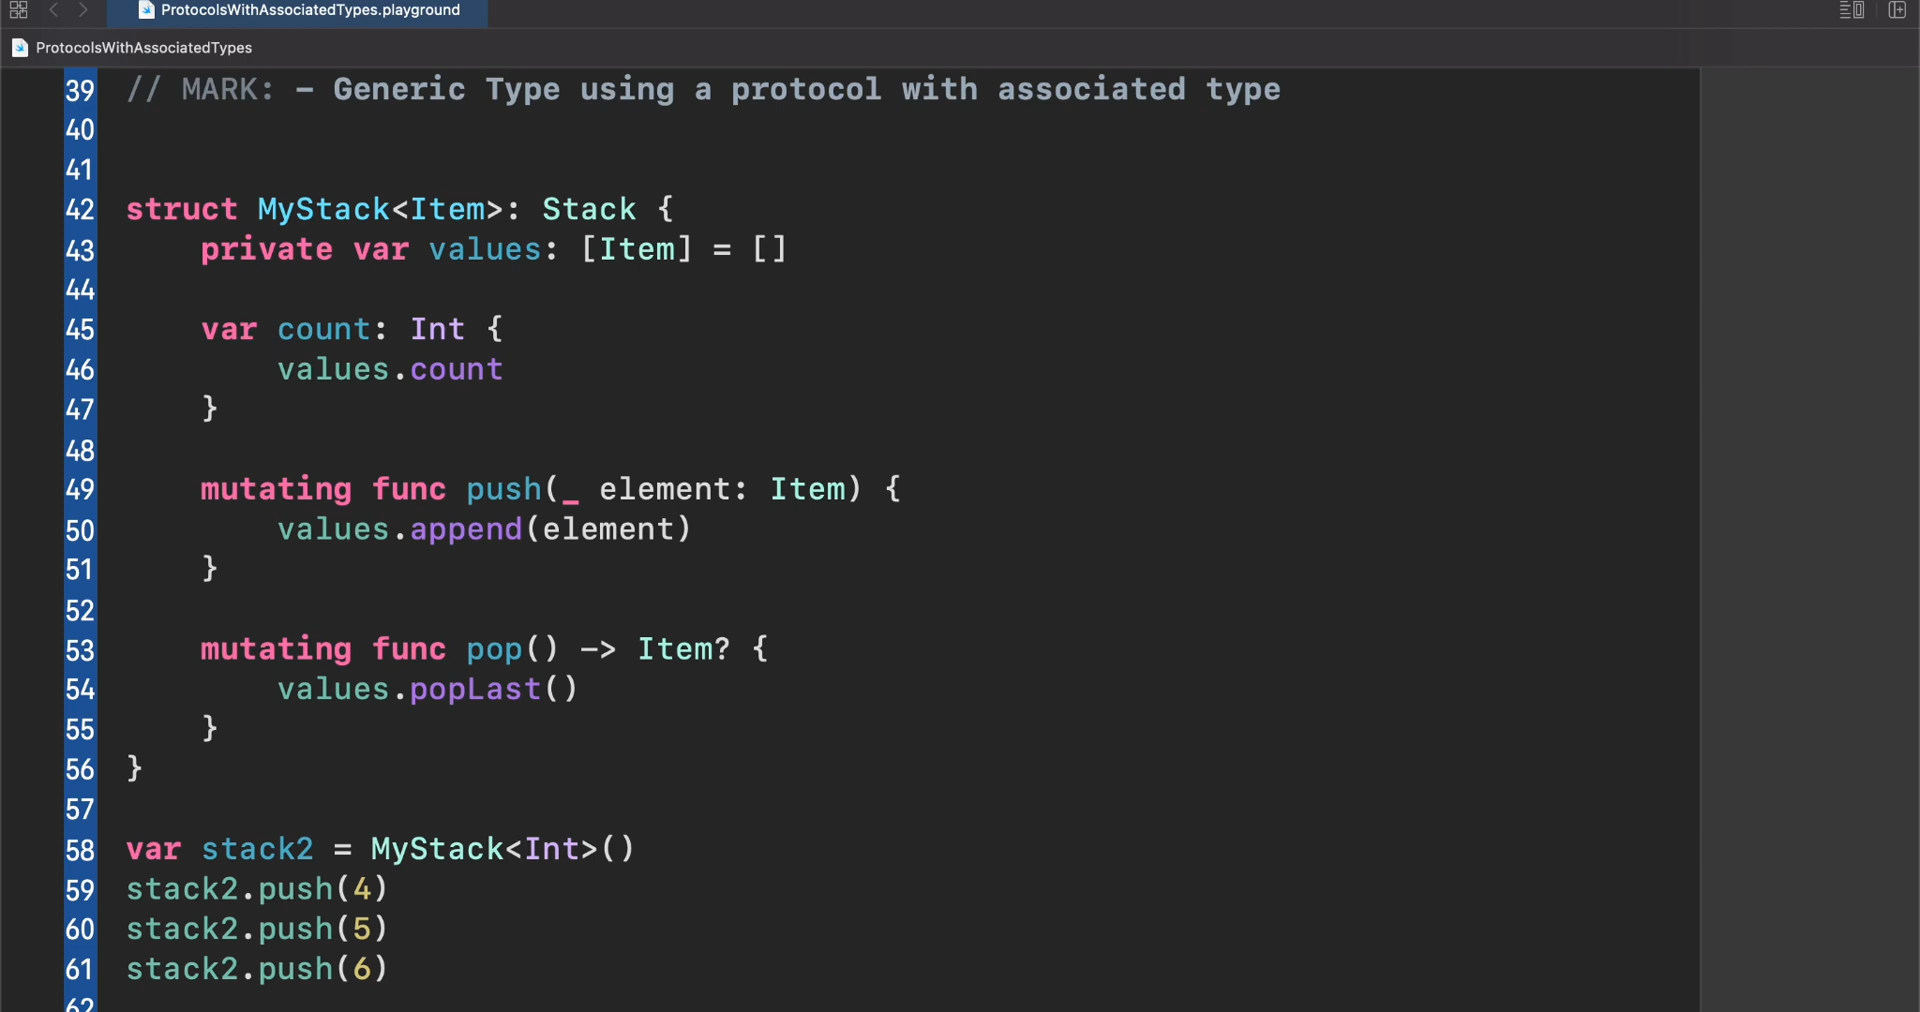 ProtocolsWithAssociatedTypes.playground
ProtocolsWithAssociatedTypes
39 // MARK: - Generic Type using a protocol with associated type
40
41
42 struct MyStack<Item>: Stack {
43     private var values: [Item] = []
44
45     var count: Int {
46         values.count
47     }
48
49     mutating func push(_ element: Item) {
50         values.append(element)
51     }
52
53     mutating func pop() -> Item? {
54         values.popLast()
55     }
56 }
57
58 var stack2 = MyStack<Int>()
59 stack2.push(4)
60 stack2.push(5)
61 stack2.push(6)
62